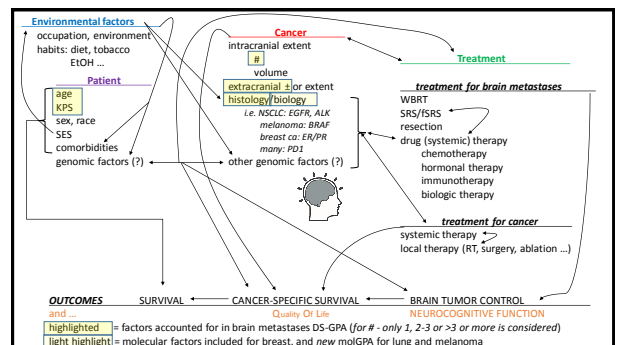 Environmental factors
occupation, environment
habits: diet, tobacco
EtOH ...
Patient
age
KPS
sex, race
SES
comorbidities
genomic factors (?)
Cancer
intracranial extent
#
volume
extracranial ± or extent
histology/biology
i.e. NSCLC: EGFR, ALK
melanoma: BRAF
breast ca: ER/PR
many: PD1
other genomic factors (?)
Treatment
treatment for brain metastases
WBRT
SRS/fSRS
resection
drug (systemic) therapy
chemotherapy
hormonal therapy
immunotherapy
biologic therapy
treatment for cancer
systemic therapy
local therapy (RT, surgery, ablation ...)
OUTCOMES SURVIVAL CANCER-SPECIFIC SURVIVAL BRAIN TUMOR CONTROL
and ... Quality Of Life NEUROCOGNITIVE FUNCTION
highlighted = factors accounted for in brain metastases DS-GPA (for # - only 1, 2-3 or >3 or more is considered)
light highlight = molecular factors included for breast, and new molGPA for lung and melanoma